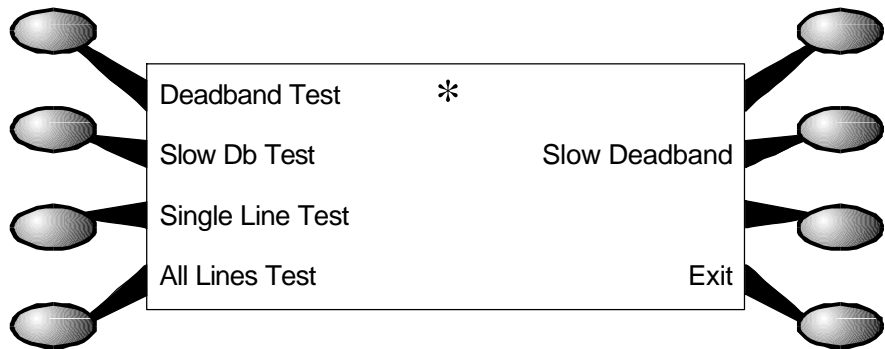 Deadband Test *
Slow Db Test Slow Deadband
Single Line Test
All Lines Test Exit